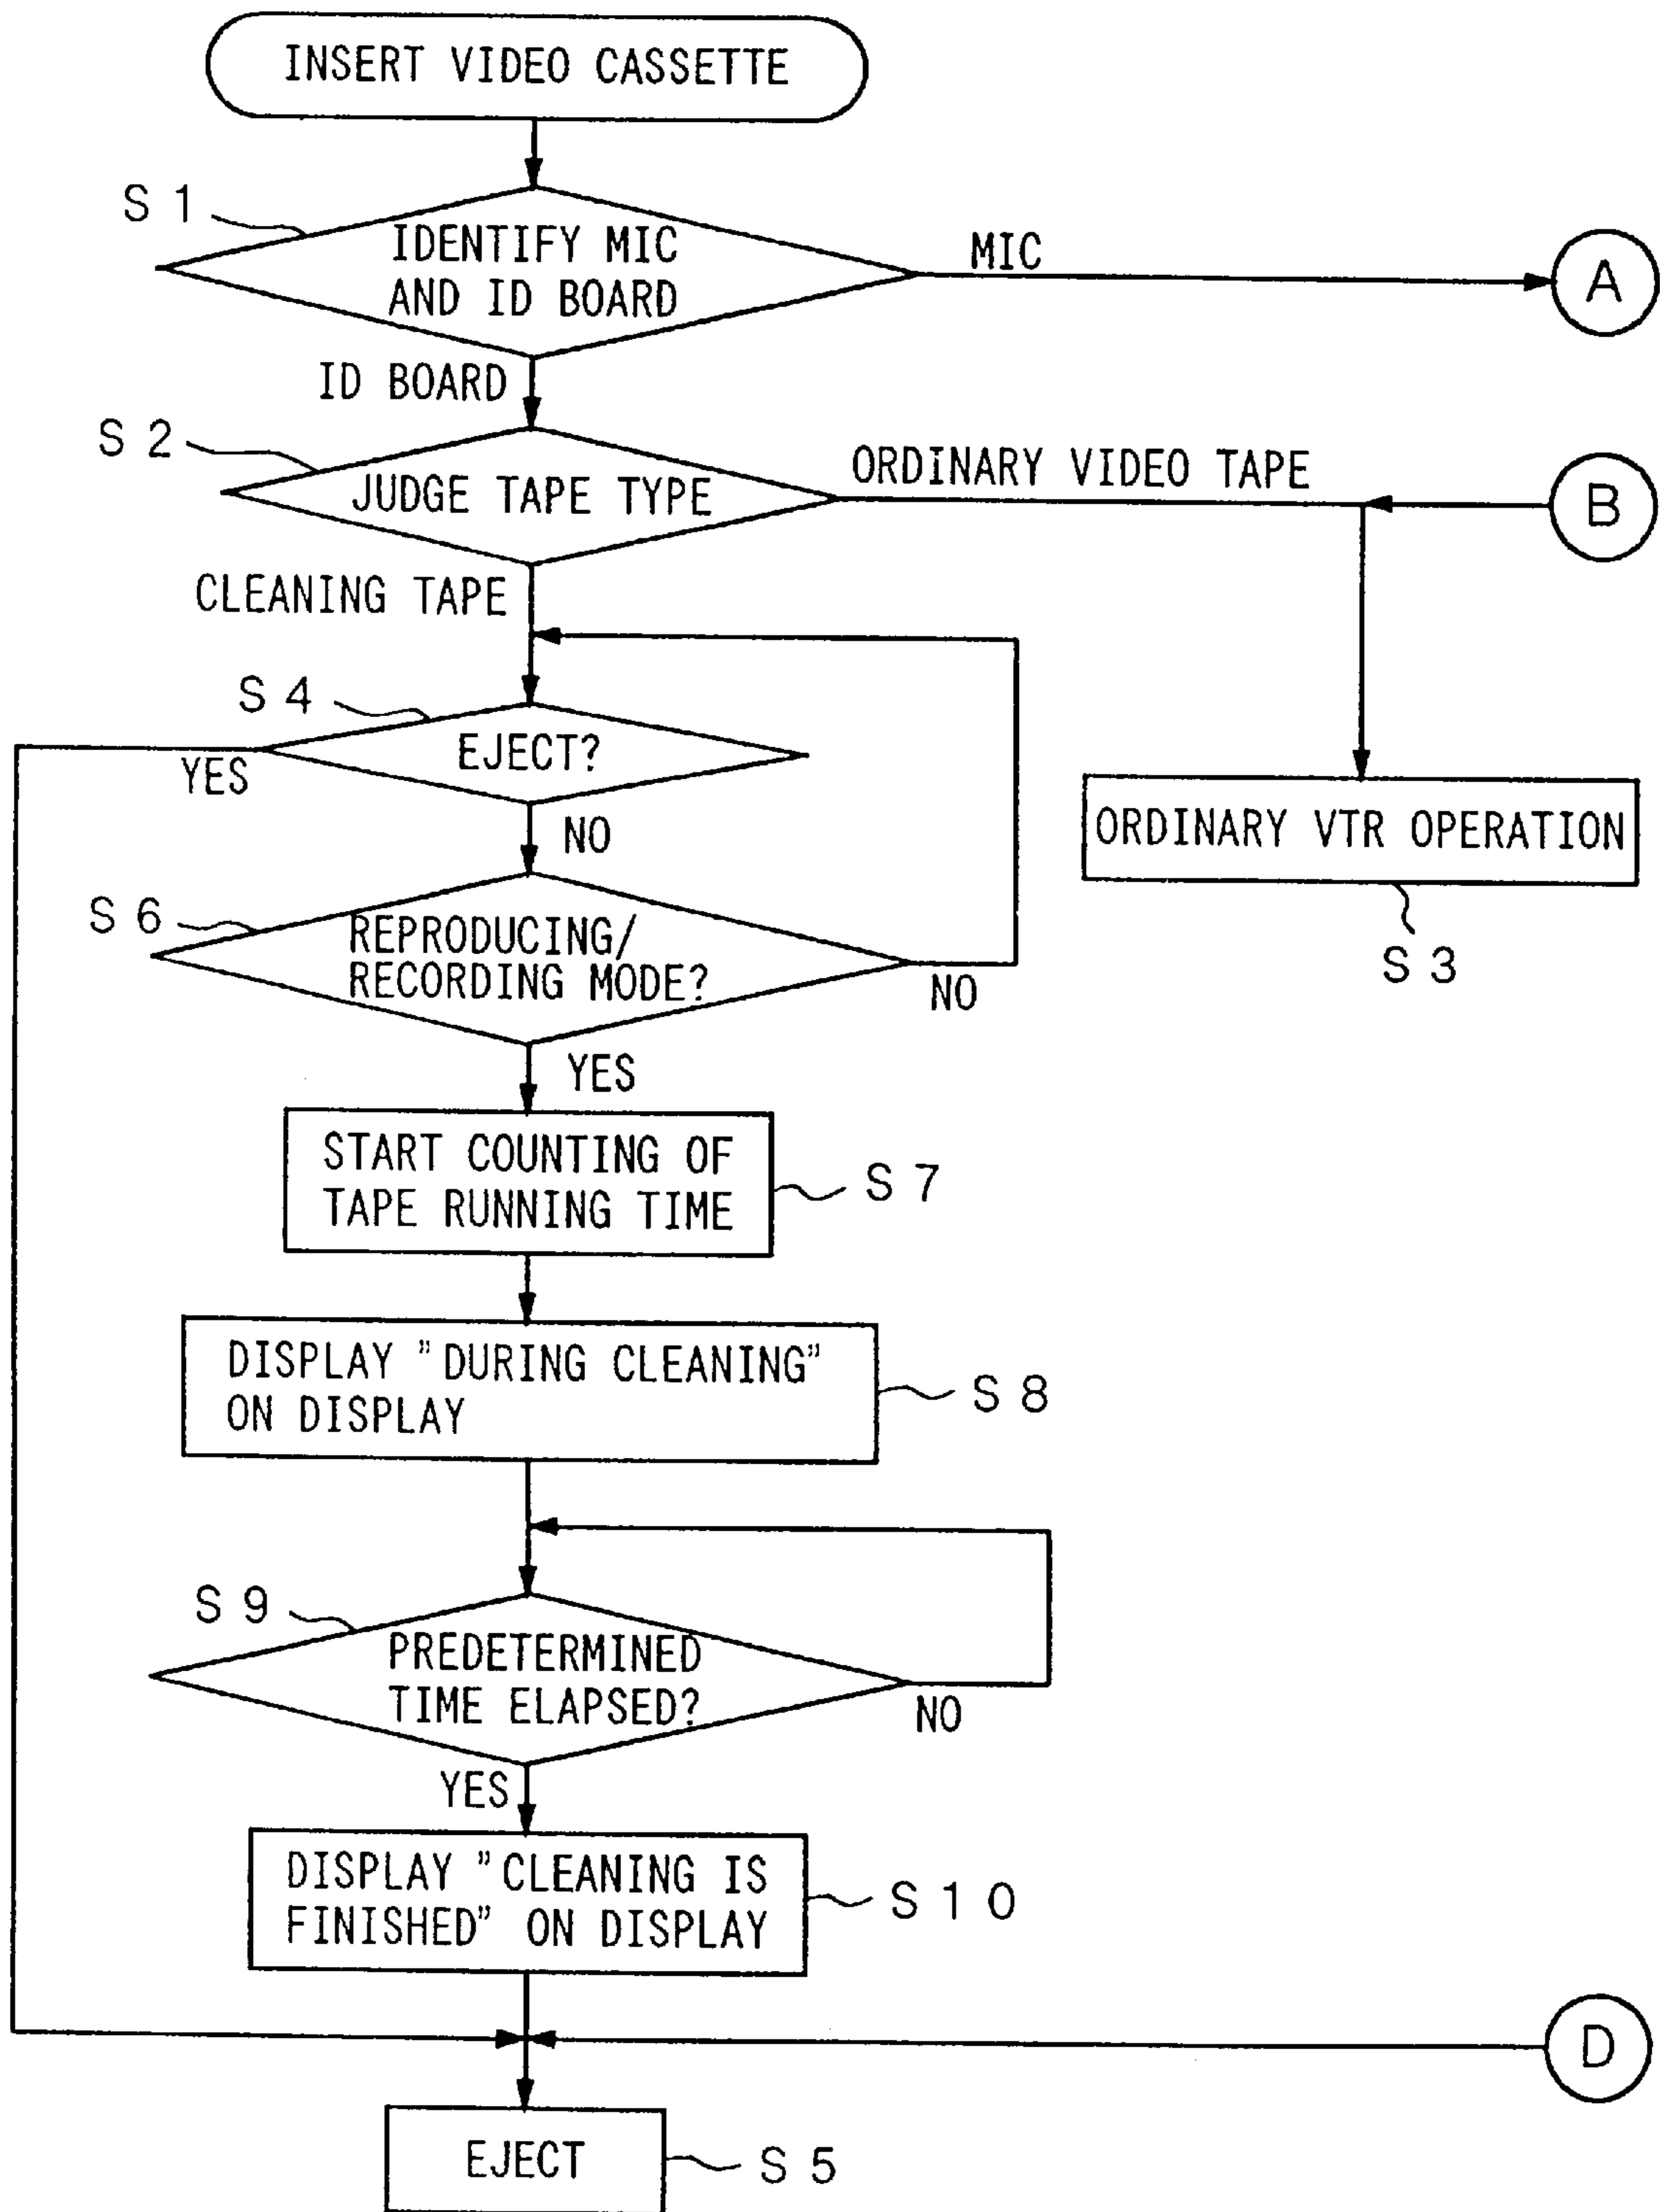 INSERT VIDEO CASSETTE
S 1
IDENTIFY MIC
AND ID BOARD
MIC
A
ID BOARD
S 2
JUDGE TAPE TYPE
ORDINARY VIDEO TAPE
B
CLEANING TAPE
S 4
EJECT?
YES
NO
ORDINARY VTR OPERATION
S 3
S 6
REPRODUCING/
RECORDING MODE?
NO
YES
START COUNTING OF
TAPE RUNNING TIME
S 7
DISPLAY "DURING CLEANING"
ON DISPLAY
S 8
S 9
PREDETERMINED
TIME ELAPSED?
NO
YES
DISPLAY "CLEANING IS
FINISHED" ON DISPLAY
S 1 0
D
EJECT
S 5